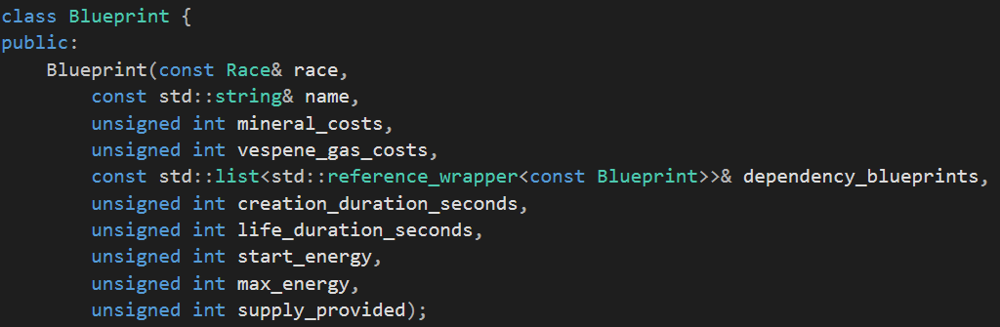 class Blueprint {
public:
    Blueprint(const Race& race,
        const std::string& name,
        unsigned int mineral_costs,
        unsigned int vespene_gas_costs,
        const std::list<std::reference_wrapper<const Blueprint>>& dependency_blueprints,
        unsigned int creation_duration_seconds,
        unsigned int life_duration_seconds,
        unsigned int start_energy,
        unsigned int max_energy,
        unsigned int supply_provided);